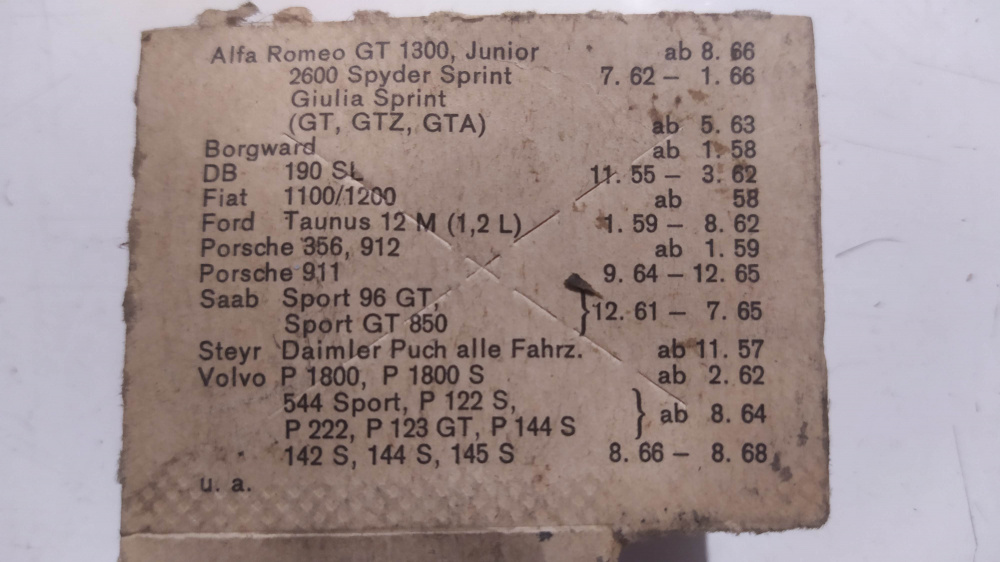 Alfa Romeo GT 1300, Junior ab 8. 66
2600 Spyder Sprint 7. 62 – 1. 66
Giulia Sprint
(GT, GTZ, GTA) ab 5. 63
Borgward ab 1. 58
DB 190 SL 11. 55 – 3. 62
Fiat 1100/1200 ab 58
Ford Taunus 12 M (1,2 L) 1. 59 – 8. 62
Porsche 356, 912 ab 1. 59
Porsche 911 9. 64 – 12. 65
Saab Sport 96 GT,
Sport GT 850 } 12. 61 – 7. 65
Steyr Daimler Puch alle Fahrz. ab 11. 57
Volvo P 1800, P 1800 S ab 2. 62
544 Sport, P 122 S,
P 222, P 123 GT, P 144 S } ab 8. 64
142 S, 144 S, 145 S 8. 66 – 8. 68
u. a.